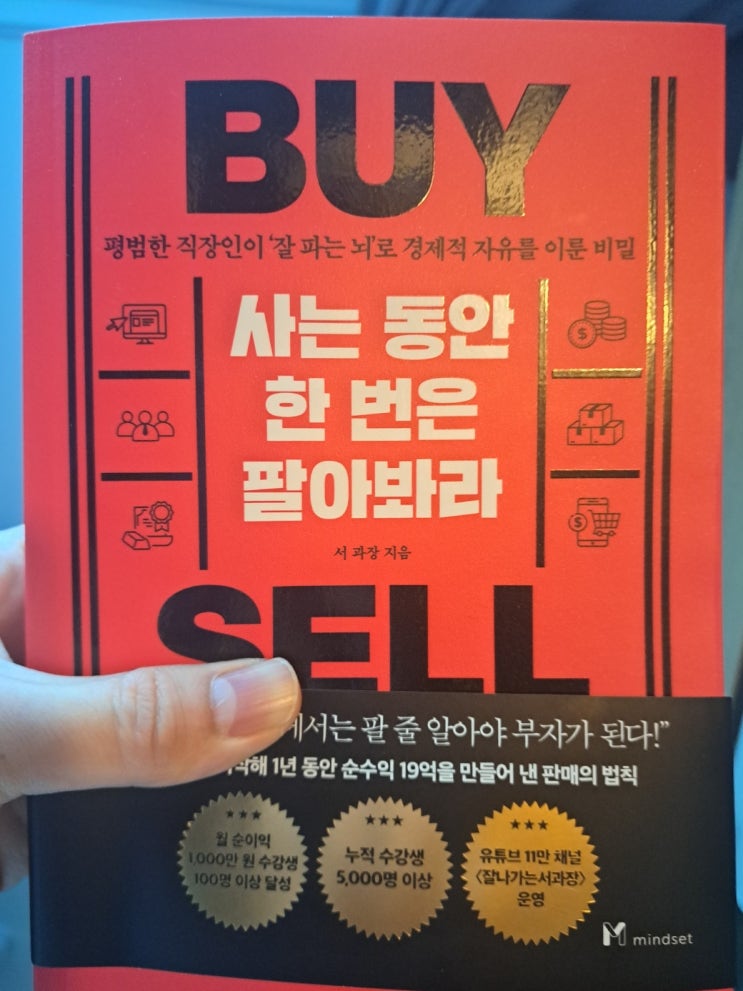 BUY
평범한 직장인이 ‘잘 파는 뇌’로 경제적 자유를 이룬 비밀
사는 동안
한 번은
팔아봐라
서 과장 지음
SELL
팔 줄 알아야 부자가 된다!”
1년 동안 순수익 19억을 만들어 낸 판매의 법칙
★★★
월 순이익
1,000만 원 수강생
100명 이상 달성
★★★
누적 수강생
5,000명 이상
★★★
유튜브 11만 채널
<잘나가는서과장>
운영
mindset